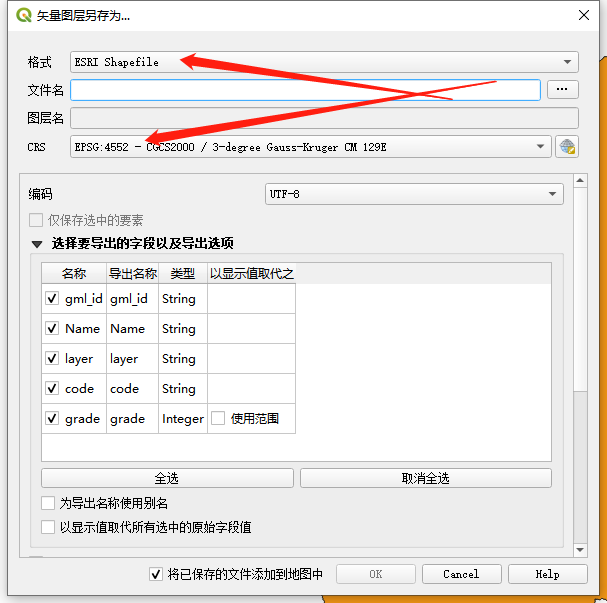 矢量图层另存为...
格式 ESRI Shapefile
文件名 ...
图层名
CRS EPSG:4552 - CGCS2000 / 3-degree Gauss-Kruger CM 129E
编码 UTF-8
仅保存选中的要素
选择要导出的字段以及导出选项
名称 导出名称 类型 以显示值取代之
gml_id gml_id String
Name Name String
layer layer String
code code String
grade grade Integer 使用范围
全选 取消全选
为导出名称使用别名
以显示值取代所有选中的原始字段值
将已保存的文件添加到地图中 OK Cancel Help